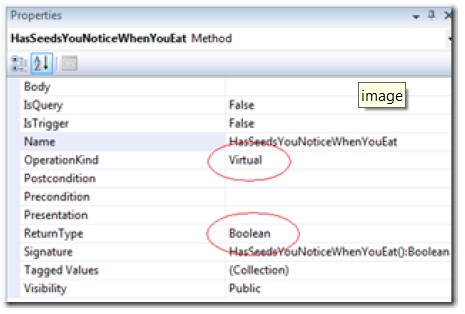 Properties
HasSeedsYouNoticeWhenYouEat Method
Body
image
IsQuery False
IsTrigger False
Name HasSeedsYouNoticeWhenYouEat
OperationKind Virtual
Postcondition
Precondition
Presentation
ReturnType Boolean
Signature HasSeedsYouNoticeWhenYouEat():Boolean
Tagged Values (Collection)
Visibility Public